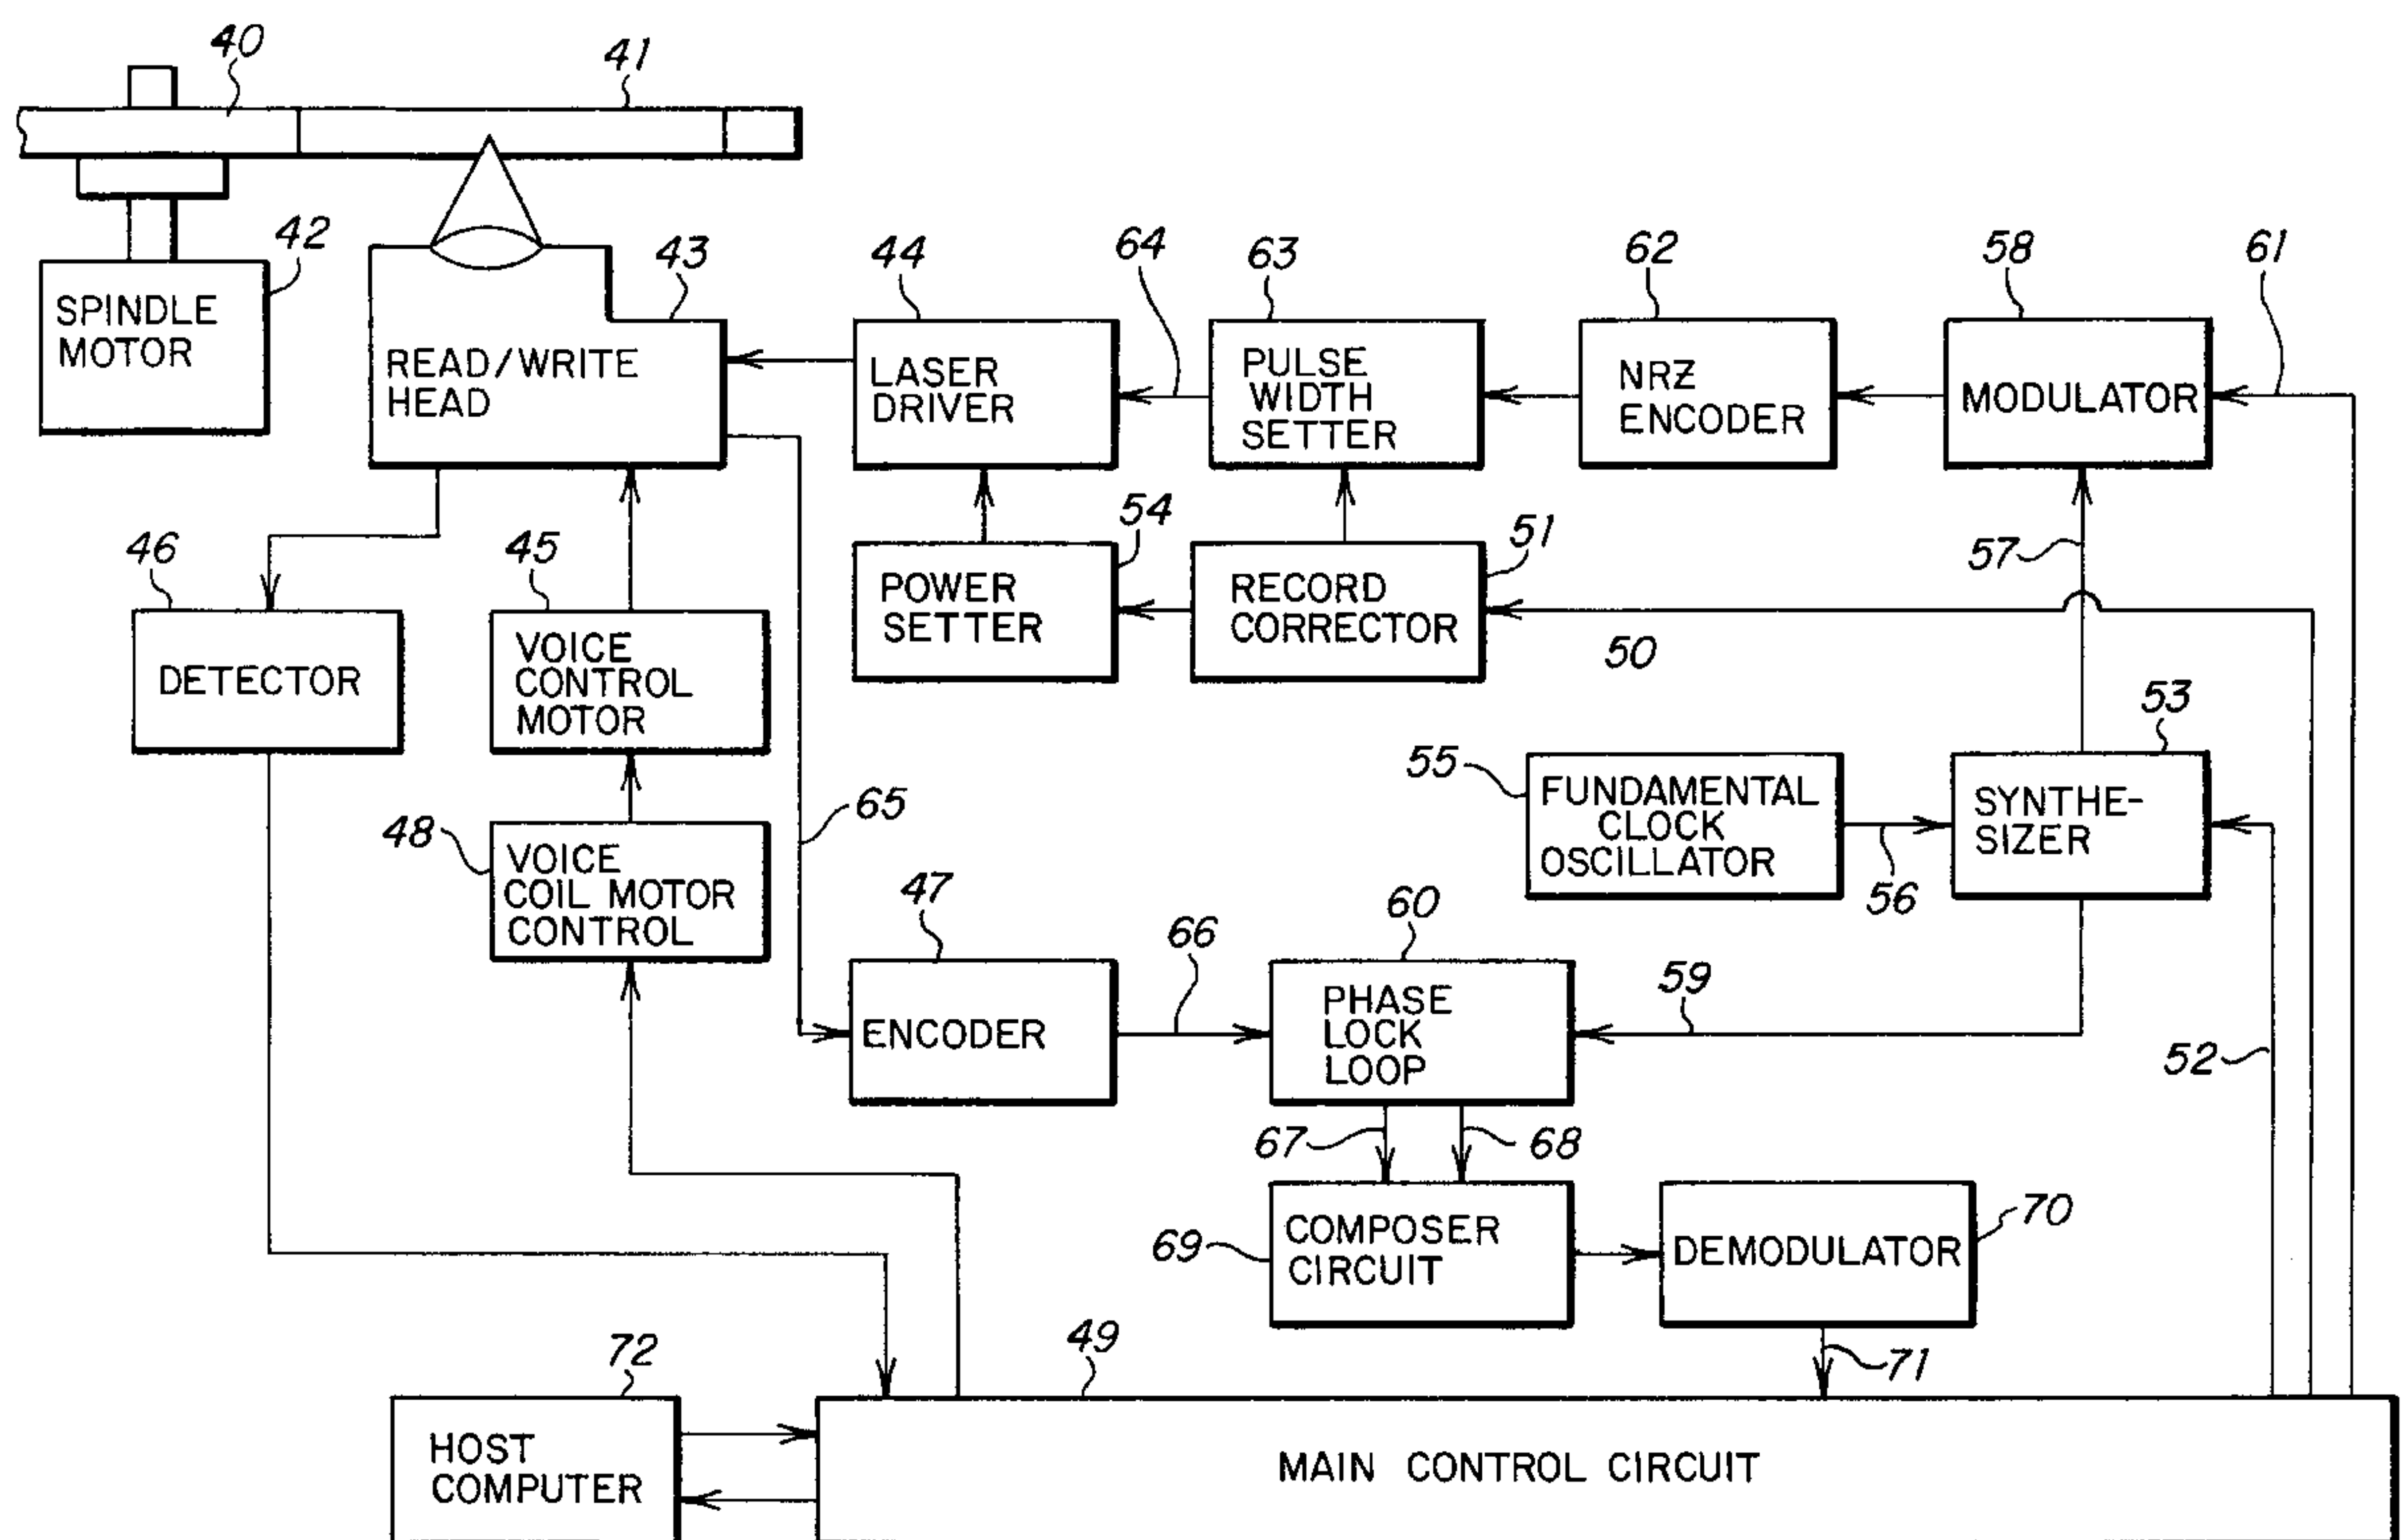 40
41
42
SPINDLE
MOTOR
43
READ/WRITE
HEAD
44
LASER
DRIVER
64
63
PULSE
WIDTH
SETTER
62
NRZ
ENCODER
58
MODULATOR
61
46
DETECTOR
45
VOICE
CONTROL
MOTOR
54
POWER
SETTER
51
RECORD
CORRECTOR
50
57
53
SYNTHE-
SIZER
55
FUNDAMENTAL
CLOCK
OSCILLATOR
56
48
VOICE
COIL MOTOR
CONTROL
65
47
ENCODER
66
60
PHASE
LOCK
LOOP
59
52
67
68
69
COMPOSER
CIRCUIT
70
DEMODULATOR
71
72
HOST
COMPUTER
49
MAIN CONTROL CIRCUIT